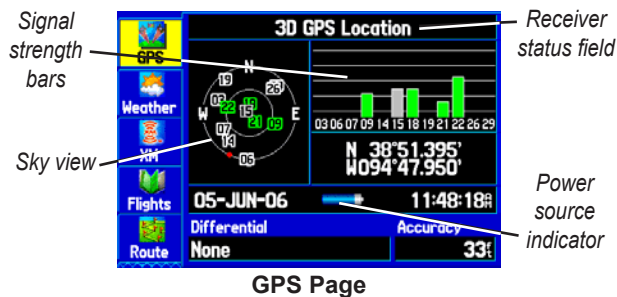 Signal
strength
bars
Receiver
status field
3D GPS Location
GPS
Weather
XM
Flights
Route
N
W
E
19
26
03
22
15
21
09
07
14
06
03 06 07 09 14 15 18 19 21 22 26 29
N 38°51.395'
W094°47.950'
Sky view
05-JUN-06
11:48:18A
Power
source
indicator
Differential
None
Accuracy
33ft
GPS Page